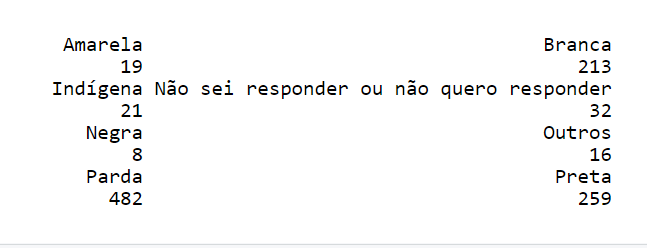 Amarela Branca
19 213
Indígena Não sei responder ou não quero responder
21 32
Negra Outros
8 16
Parda Preta
482 259